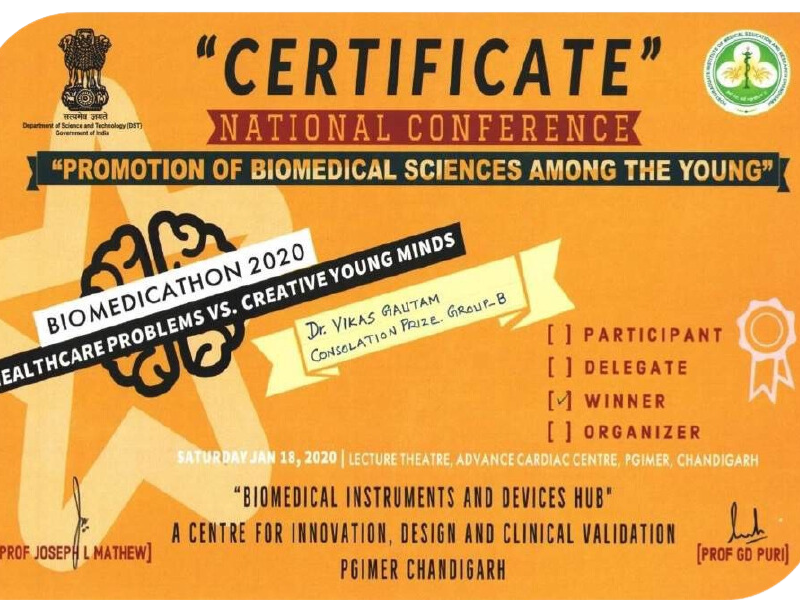 "CERTIFICATE"
सत्यमेव जयते
Department of Science and Technology (DST)
Government of India
NATIONAL CONFERENCE
"PROMOTION OF BIOMEDICAL SCIENCES AMONG THE YOUNG"
BIOMEDICATHON 2020
HEALTHCARE PROBLEMS VS. CREATIVE YOUNG MINDS
Dr. VIKAS GAUTAM
CONSOLATION PRIZE. GROUP-B
[ ] PARTICIPANT
[ ] DELEGATE
[✓] WINNER
[ ] ORGANIZER
SATURDAY JAN 18, 2020 | LECTURE THEATRE, ADVANCE CARDIAC CENTRE, PGIMER, CHANDIGARH
"BIOMEDICAL INSTRUMENTS AND DEVICES HUB"
A CENTRE FOR INNOVATION, DESIGN AND CLINICAL VALIDATION
PGIMER CHANDIGARH
PROF JOSEPH L MATHEW]
[PROF GD PURI]